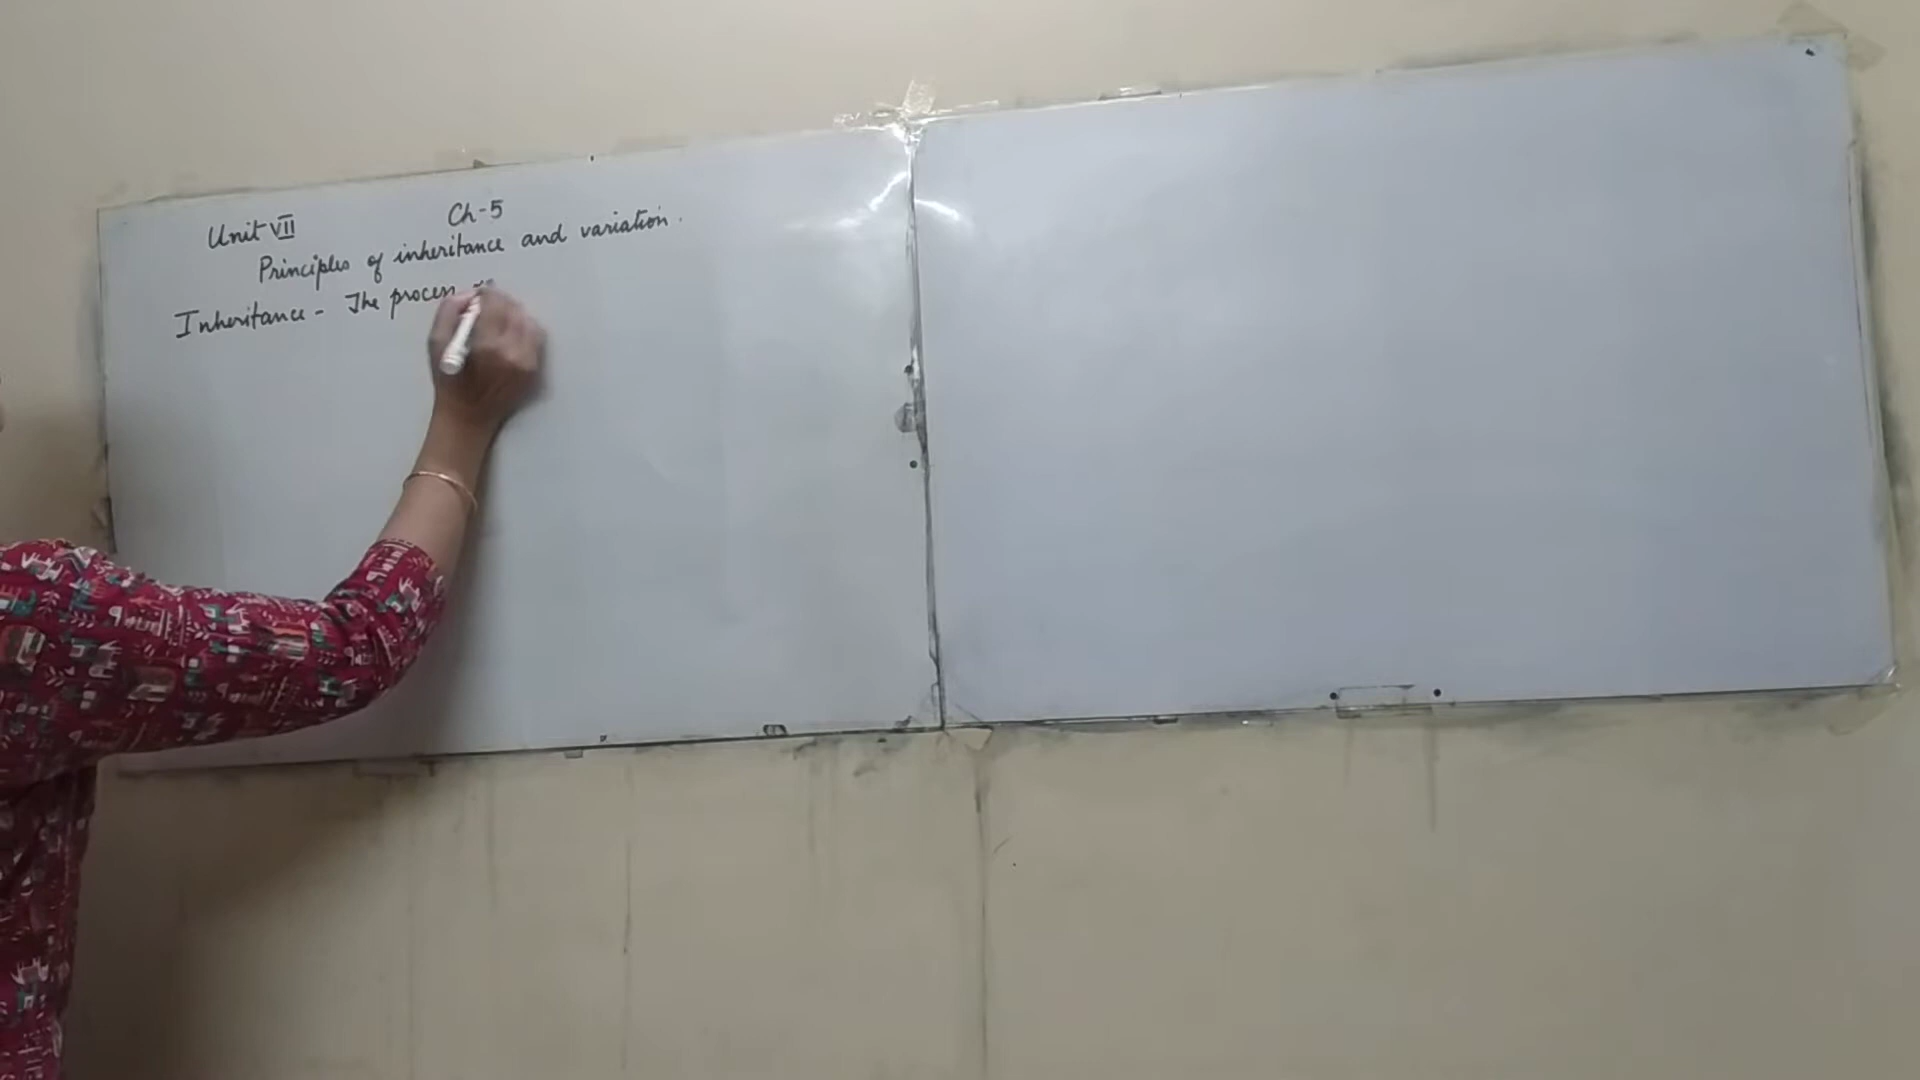 Unit VII Ch-5
Principles of inheritance and variation.
Inheritance - The process